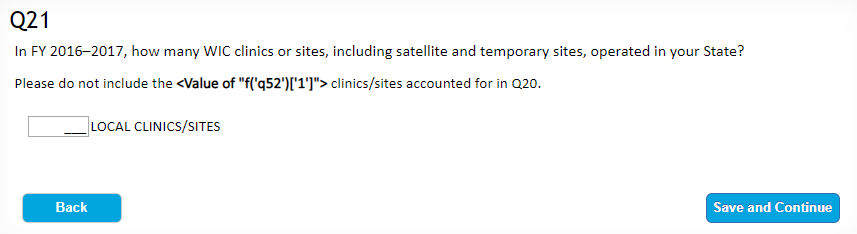 Q21
In FY 2016–2017, how many WIC clinics or sites, including satellite and temporary sites, operated in your State?
Please do not include the <Value of "f('q52')['1']"> clinics/sites accounted for in Q20.
___ LOCAL CLINICS/SITES
Back
Save and Continue